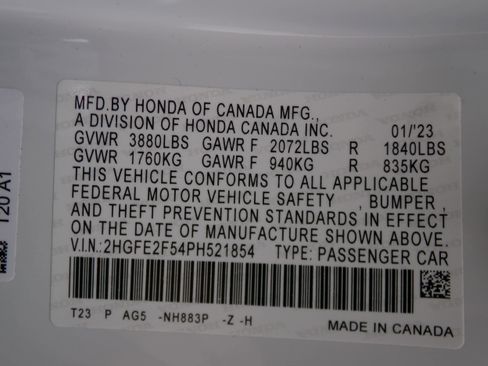 MFD.BY HONDA OF CANADA MFG.,
A DIVISION OF HONDA CANADA INC. 01/'23
GVWR 3880LBS GAWR F 2072LBS R 1840LBS
GVWR 1760KG GAWR F 940KG R 835KG
THIS VEHICLE CONFORMS TO ALL APPLICABLE
FEDERAL MOTOR VEHICLE SAFETY , BUMPER ,
AND THEFT PREVENTION STANDARDS IN EFFECT
ON THE DATE OF MANUFACTURE SHOWN ABOVE.
V.I.N.:2HGFE2F54PH521854 TYPE: PASSENGER CAR
T23 P AG5 -NH883P -Z -H
MADE IN CANADA
T20 A1